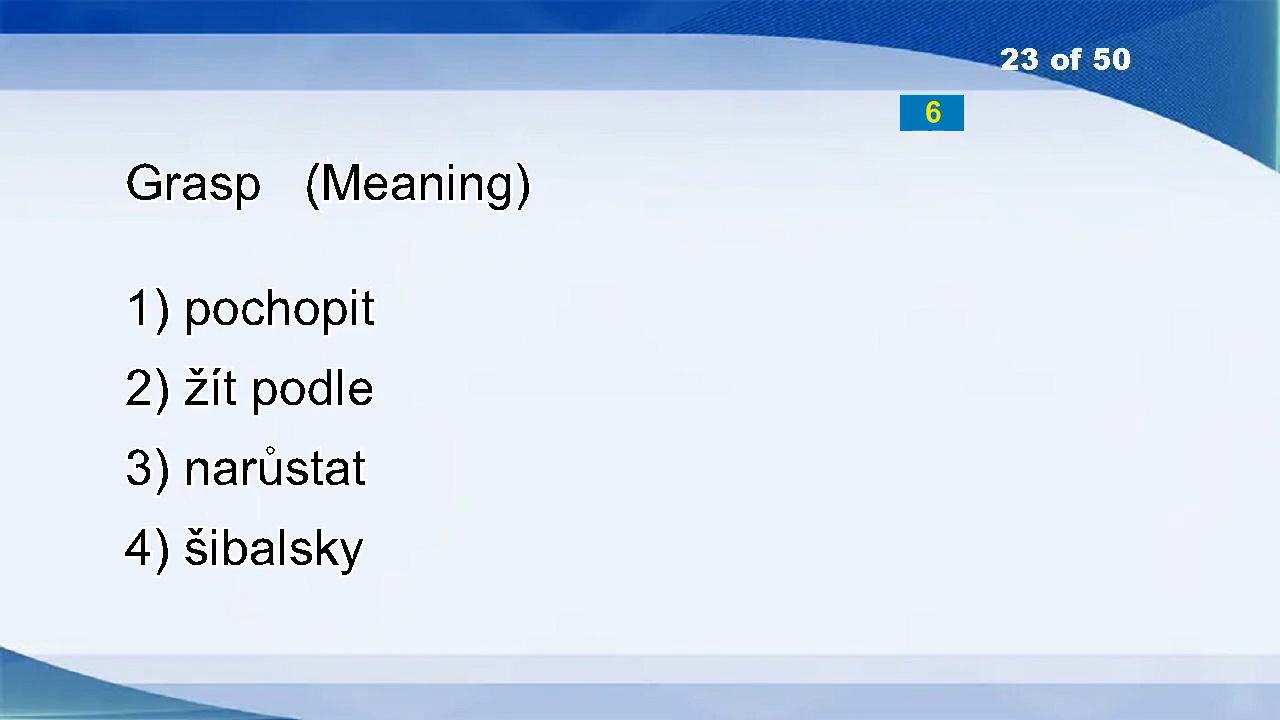 23 of 50
6
Grasp (Meaning)
1) pochopit
2) žít podle
3) narůstat
4) šibalsky